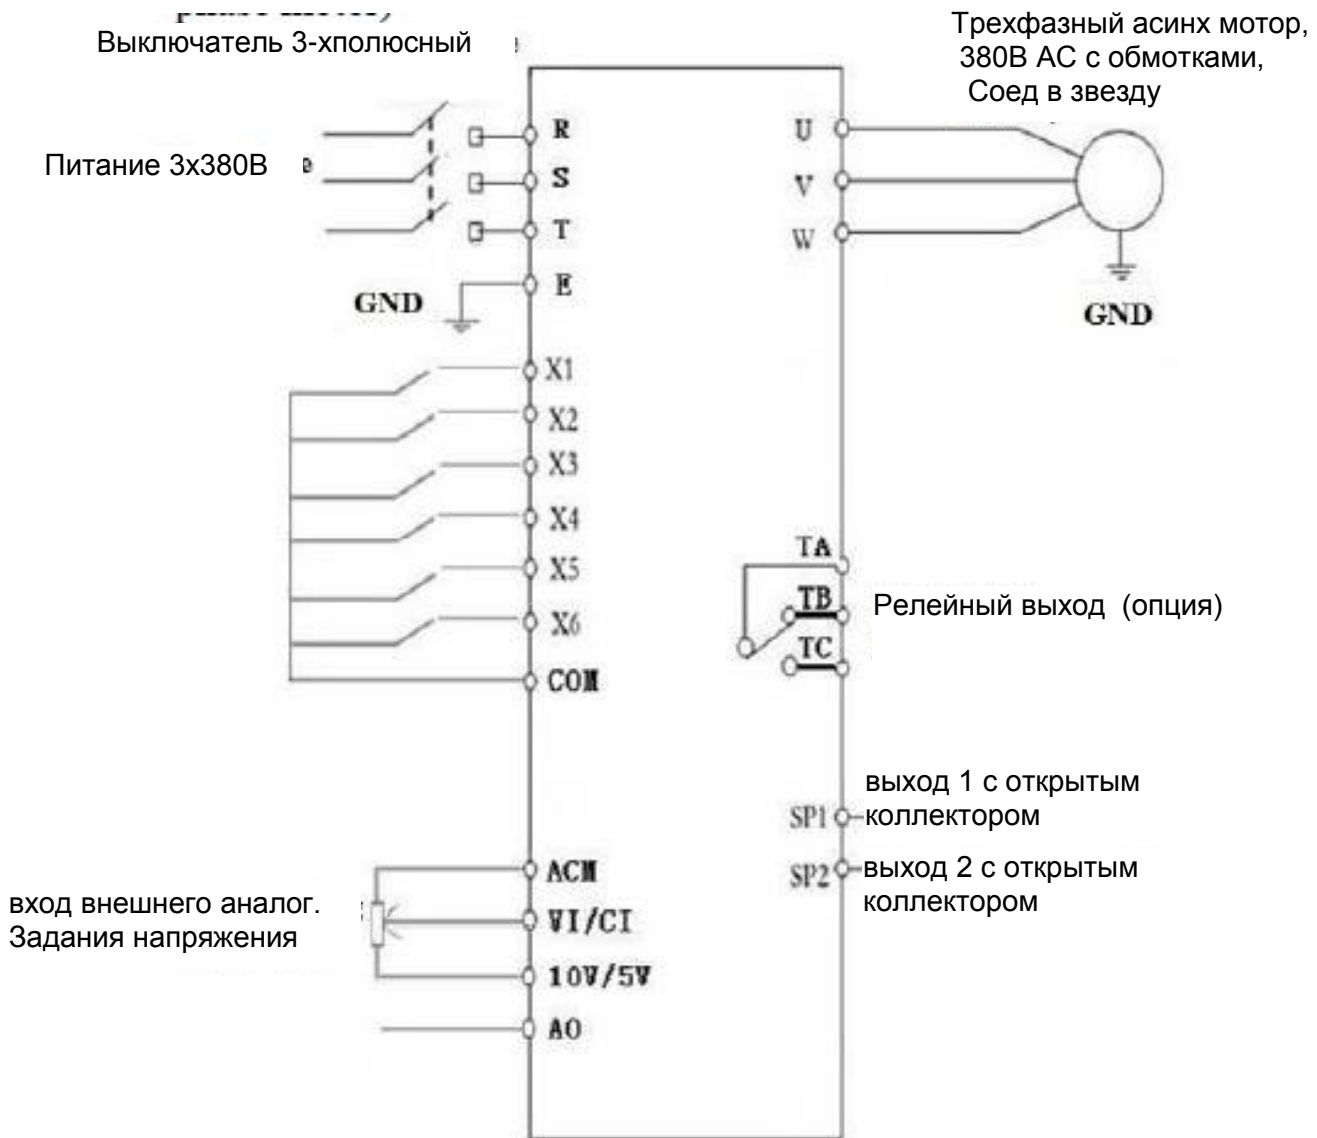 Выключатель 3-хполюсный
Трехфазный асинх мотор,
380В АС с обмотками,
Соед в звезду
Питание 3х380В
R
S
T
E
GND
U
V
W
GND
X1
X2
X3
X4
X5
X6
COM
TA
TB
TC
Релейный выход (опция)
SP1
выход 1 с открытым
коллектором
SP2
выход 2 с открытым
коллектором
вход внешнего аналог.
Задания напряжения
ACM
VI/CI
10V/5V
AO